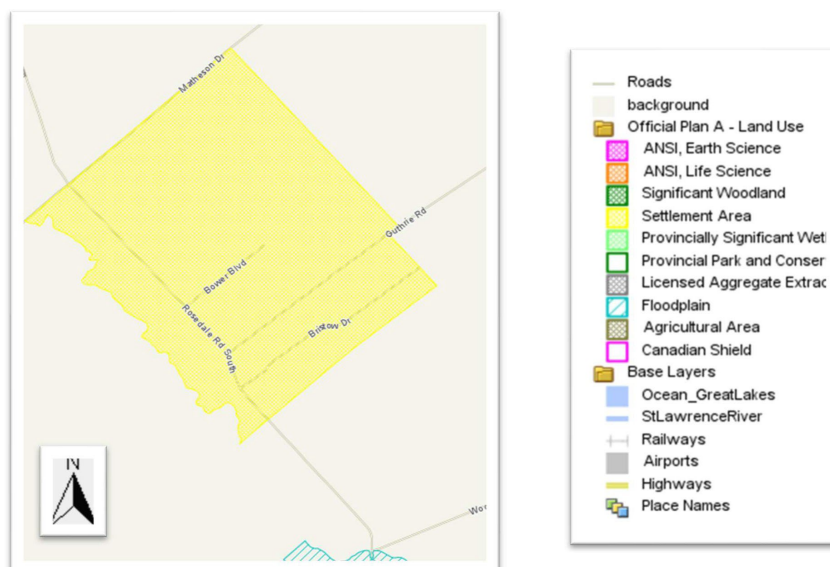 Matheson Dr
Guthrie Rd
Bower Blvd
Rosedale Rd South
Bristow Dr
Wor
N
Roads
background
Official Plan A - Land Use
ANSI, Earth Science
ANSI, Life Science
Significant Woodland
Settlement Area
Provincially Significant Wetl
Provincial Park and Conser
Licensed Aggregate Extrac
Floodplain
Agricultural Area
Canadian Shield
Base Layers
Ocean_GreatLakes
StLawrenceRiver
Railways
Airports
Highways
Place Names